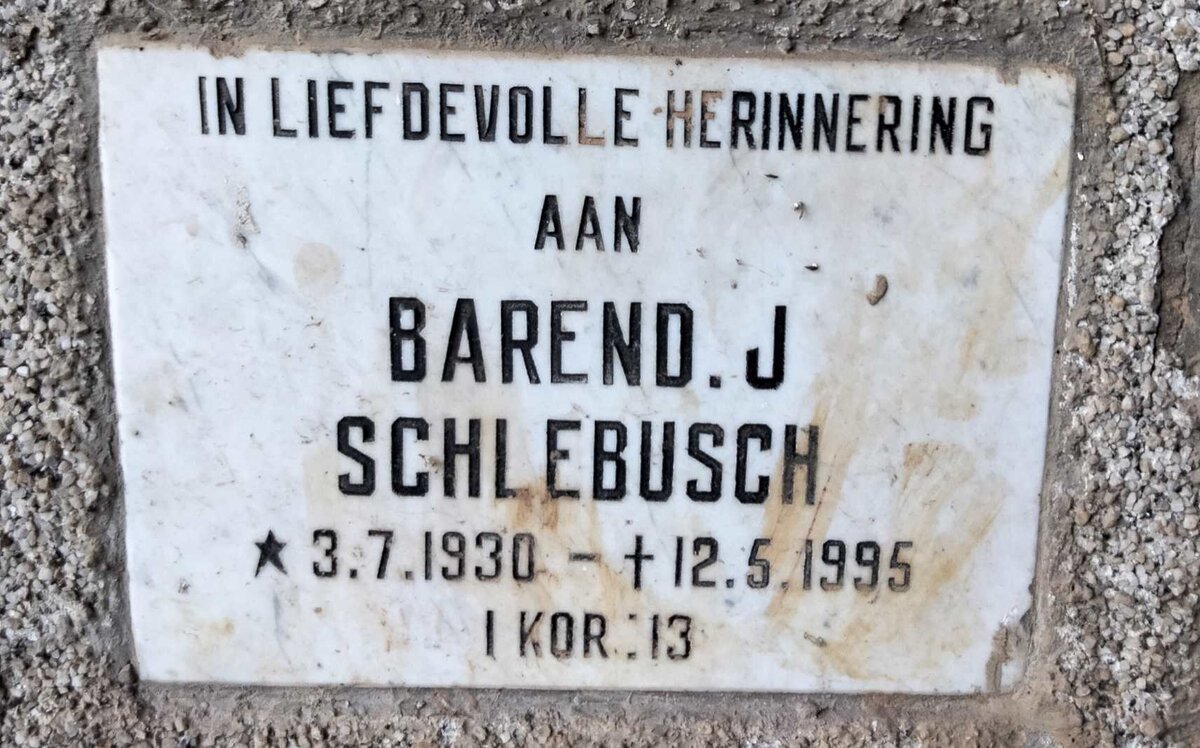 IN LIEFDEVOLLE HERINNERING
AAN
BAREND. J
SCHLEBUSCH
★ 3.7.1930 – †12.5.1995
I KOR :13